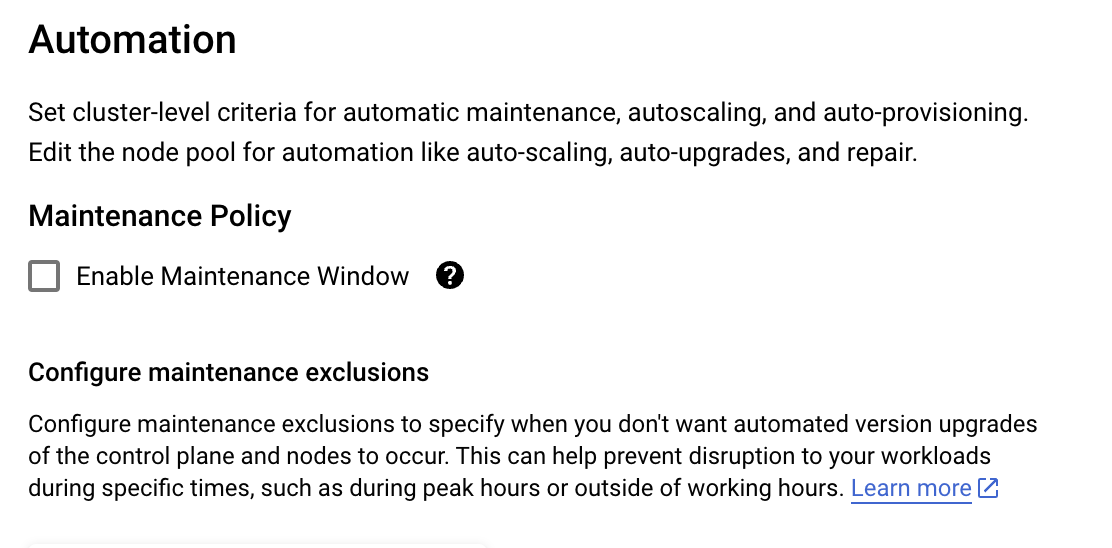 Automation
Set cluster-level criteria for automatic maintenance, autoscaling, and auto-provisioning.
Edit the node pool for automation like auto-scaling, auto-upgrades, and repair.
Maintenance Policy
Enable Maintenance Window ?
Configure maintenance exclusions
Configure maintenance exclusions to specify when you don't want automated version upgrades
of the control plane and nodes to occur. This can help prevent disruption to your workloads
during specific times, such as during peak hours or outside of working hours. Learn more